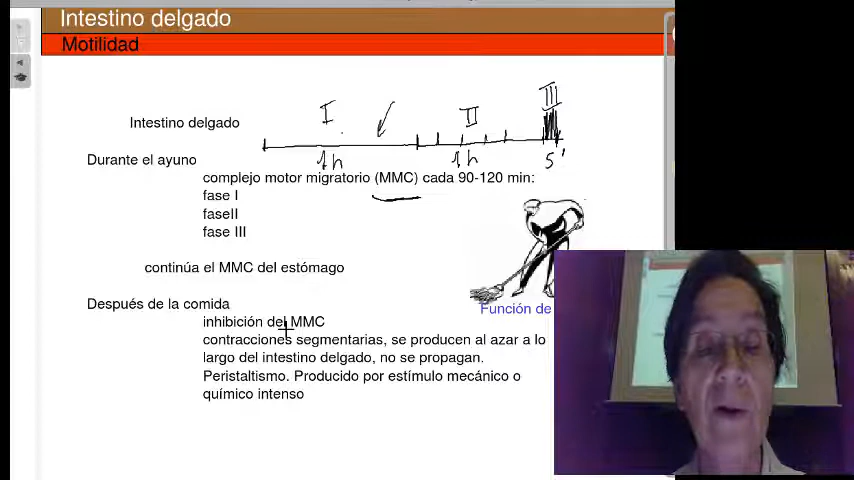 Intestino delgado
Motilidad
I
II
III
Intestino delgado
1h
1h
5'
Durante el ayuno
complejo motor migratorio (MMC) cada 90-120 min:
fase I
faseII
fase III
continúa el MMC del estómago
Después de la comida
Función de
inhibición del MMC
contracciones segmentarias, se producen al azar a lo
largo del intestino delgado, no se propagan.
Peristaltismo. Producido por estímulo mecánico o
químico intenso